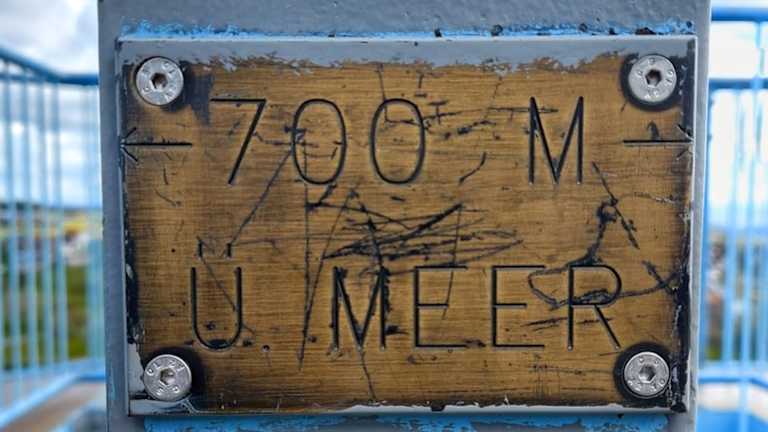 ← 700 M →
Ü. MEER